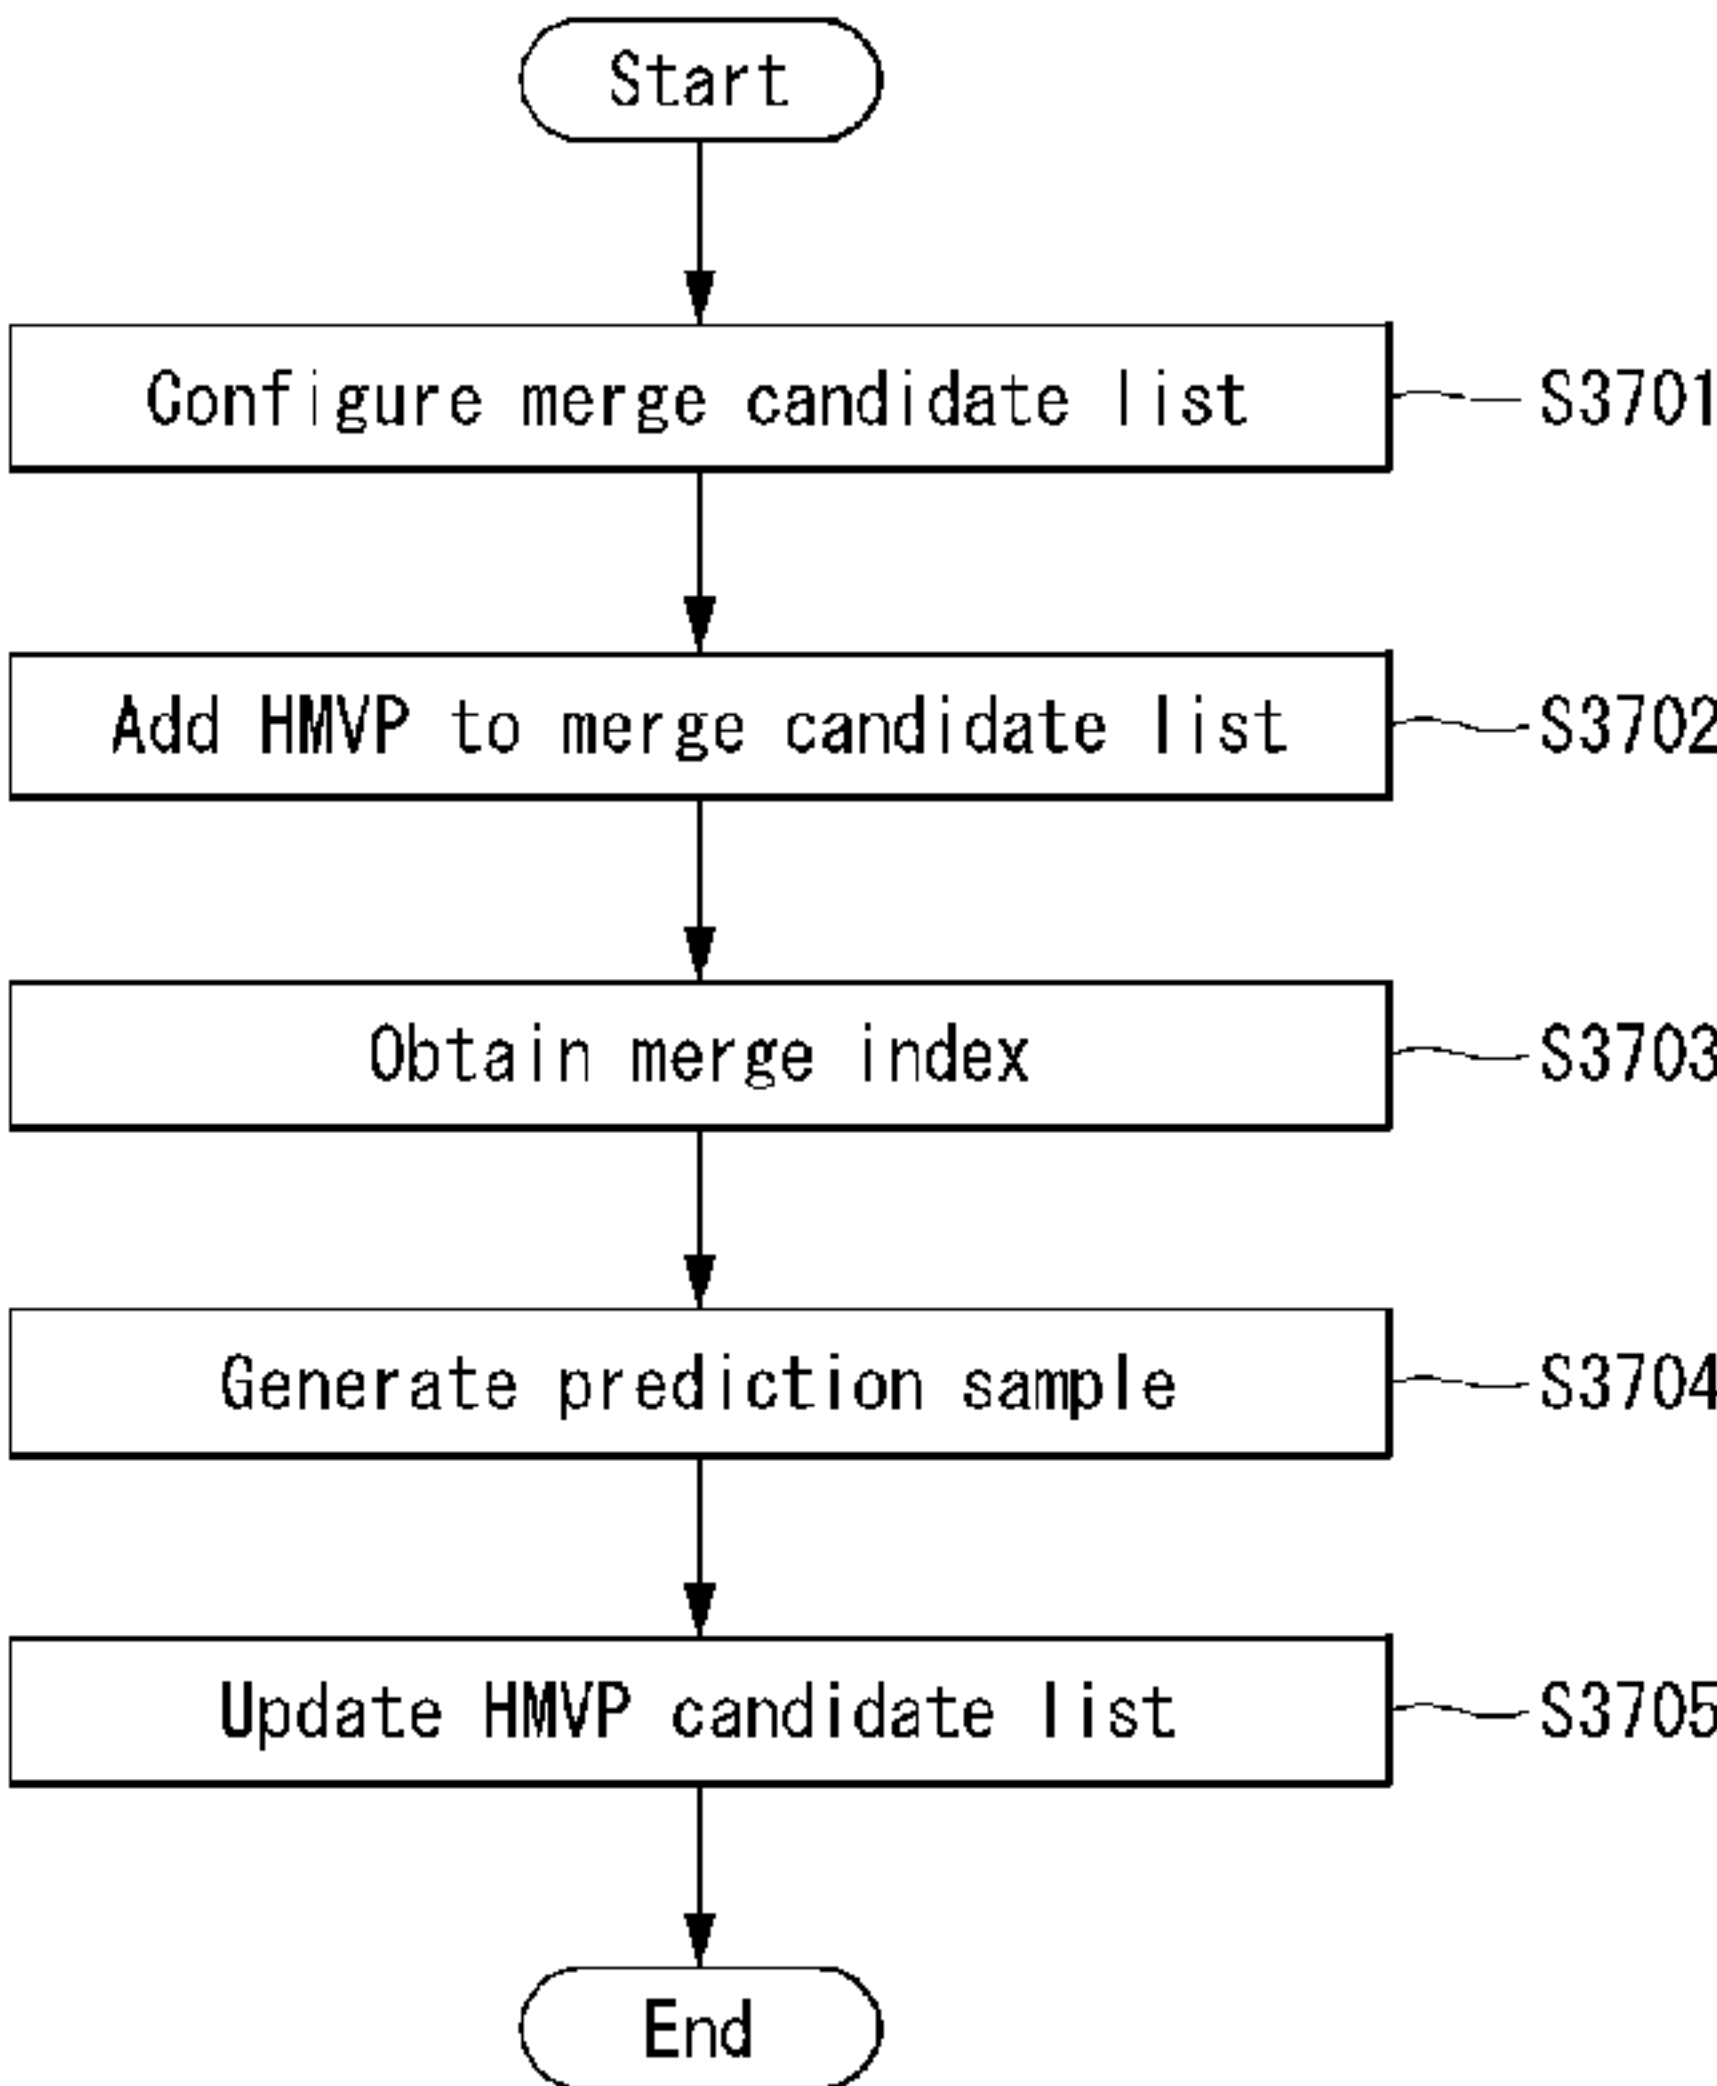 Start
Configure merge candidate list
S3701
Add HMVP to merge candidate list
S3702
Obtain merge index
S3703
Generate prediction sample
S3704
Update HMVP candidate list
S3705
End